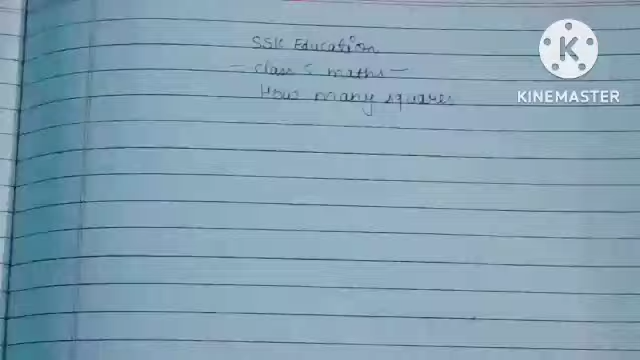 SSK Education
- Class 5 maths -
How many squares
K
KINEMASTER